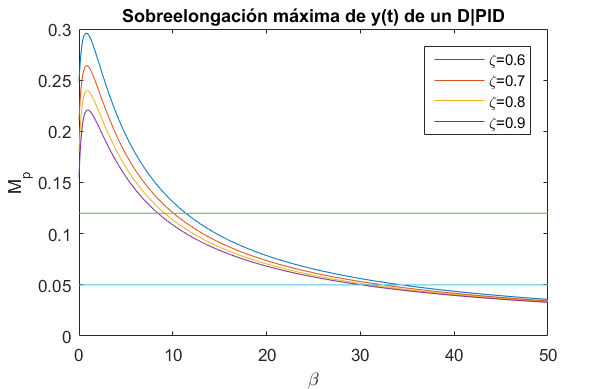 Sobreelongación máxima de y(t) de un D|PID
0.3
0.25
0.2
0.15
0.1
0.05
0
M_p
ζ=0.6
ζ=0.7
ζ=0.8
ζ=0.9
0 10 20 30 40 50
β